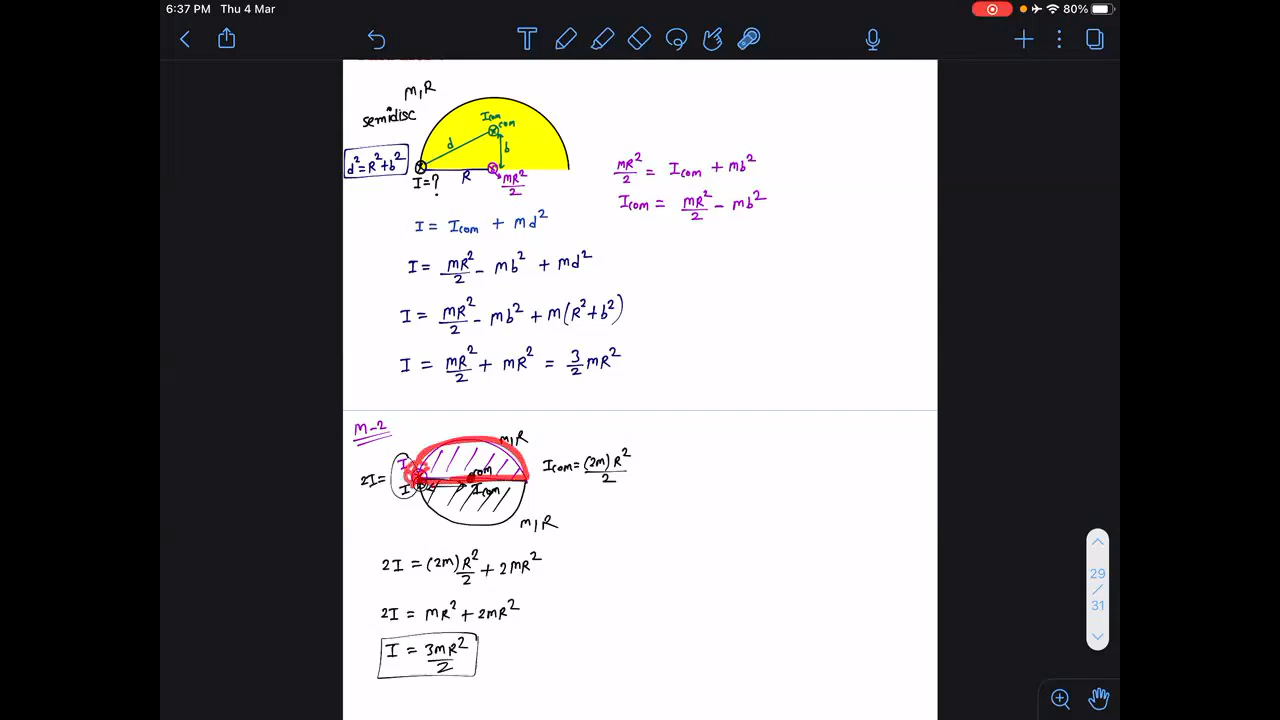 6:37 PM Thu 4 Mar
80%
T
m, R
semidisc
Icom
com
d
b
d² = R² + b²
I = ?
R
mR²/2
mR²/2 = Icom + mb²
Icom = mR²/2 - mb²
I = Icom + md²
I = mR²/2 - mb² + md²
I = mR²/2 - mb² + m(R² + b²)
I = mR²/2 + mR² = 3/2 mR²
M-2
m, R
I
com
2I =
I
Icom
Icom = (2m)R²/2
m, R
2I = (2m)R²/2 + 2mR²
2I = mR² + 2mR²
I = 3mR²/2
29
/
31